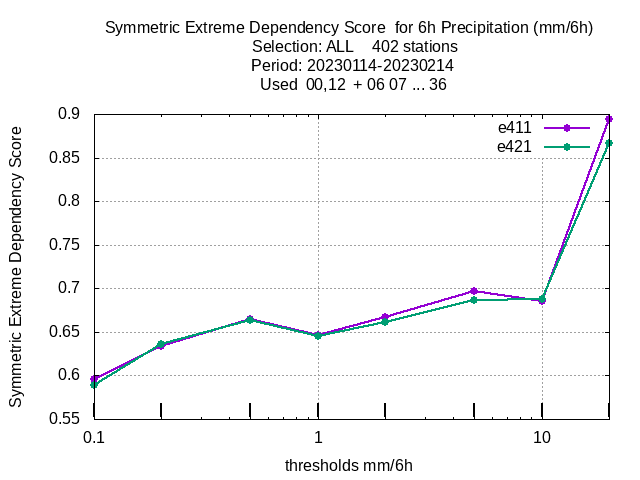 Symmetric Extreme Dependency Score  for 6h Precipitation (mm/6h)
Selection: ALL    402 stations
Period: 20230114-20230214
Used  00,12  + 06 07 ... 36
0.9
0.85
0.8
0.75
0.7
0.65
0.6
0.55
Symmetric Extreme Dependency Score
e411
e421
0.1 1 10
thresholds mm/6h